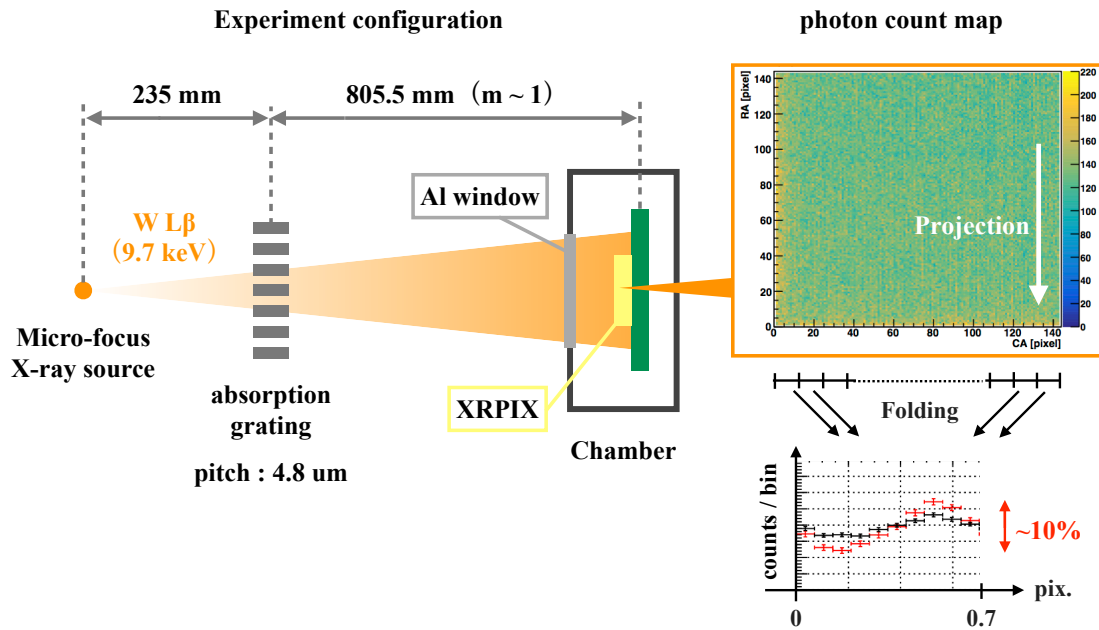 Experiment configuration
photon count map
235 mm
805.5 mm（m ~ 1）
W Lβ
（9.7 keV）
Micro-focus
X-ray source
absorption
grating
pitch : 4.8 um
Al window
XRPIX
Chamber
RA [pixel]
140
120
100
80
60
40
20
0
0 20 40 60 80 100 120 140
CA [pixel]
220
200
180
160
140
120
100
80
60
40
20
0
Projection
Folding
counts / bin
~10%
pix.
0
0.7